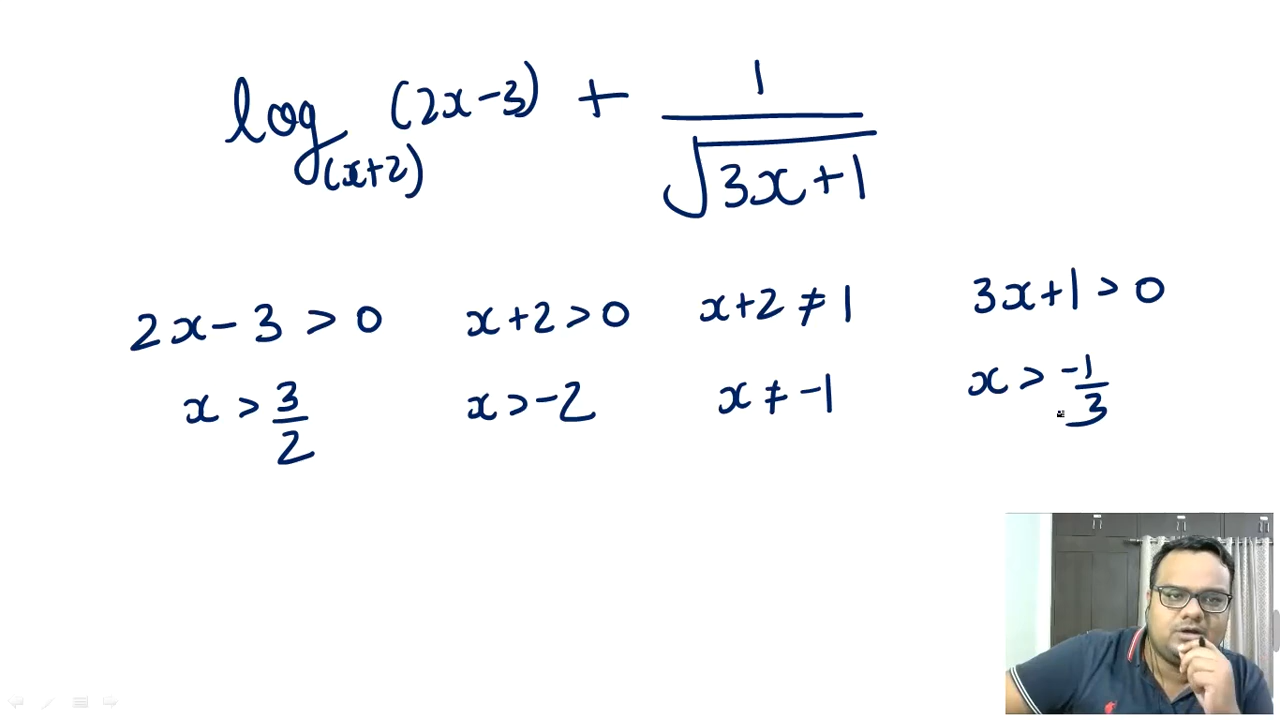 log_(x+2) (2x-3) + 1/√(3x+1)
2x-3 > 0 x+2 > 0 x+2 ≠ 1 3x+1 > 0
x > 3/2 x > -2 x ≠ -1 x > -1/3